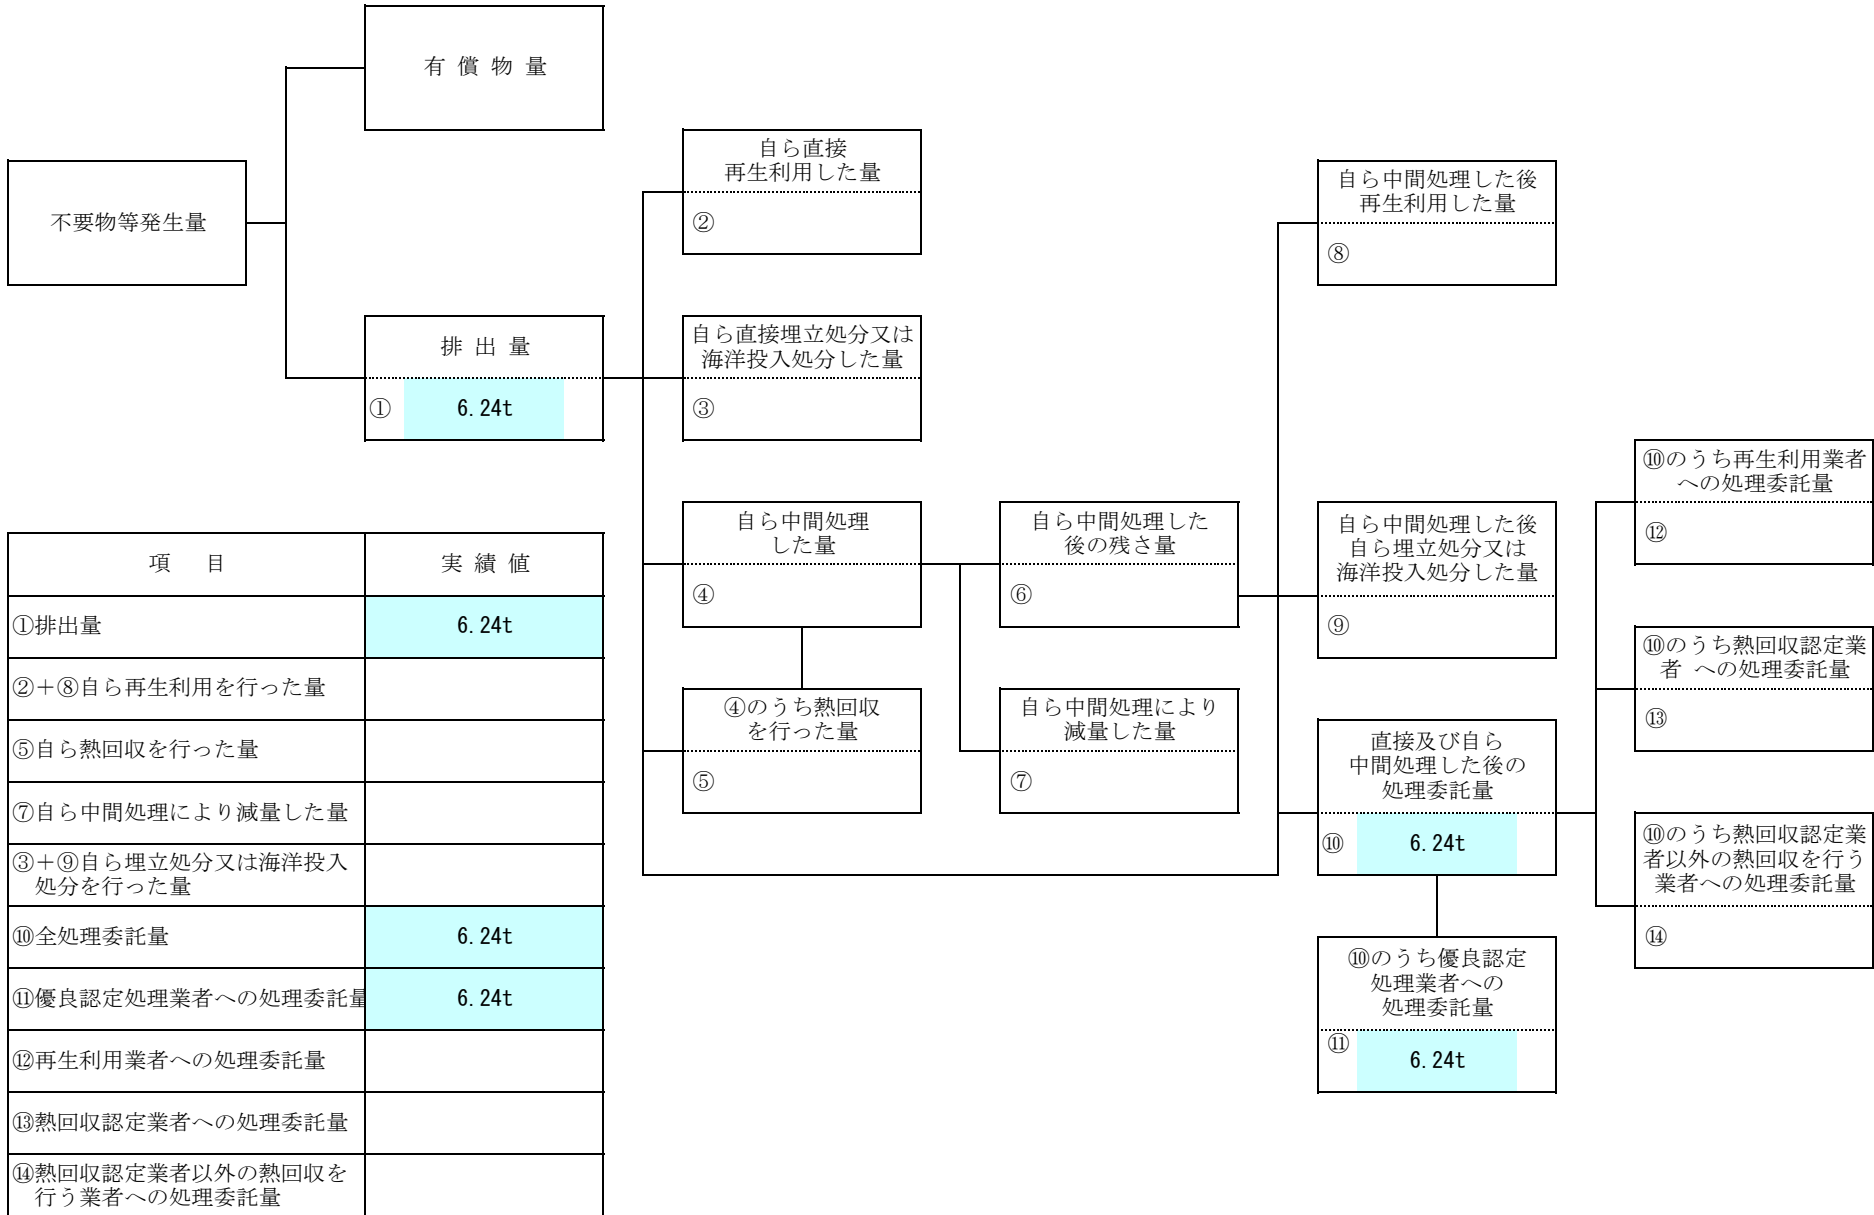 有 償 物 量
不要物等発生量
排 出 量
① 6.24t
自ら直接
再生利用した量
②
自ら直接埋立処分又は
海洋投入処分した量
③
自ら中間処理
した量
④
④のうち熱回収
を行った量
⑤
自ら中間処理した
後の残さ量
⑥
自ら中間処理により
減量した量
⑦
自ら中間処理した後
再生利用した量
⑧
自ら中間処理した後
自ら埋立処分又は
海洋投入処分した量
⑨
直接及び自ら
中間処理した後の
処理委託量
⑩ 6.24t
⑩のうち優良認定
処理業者への
処理委託量
⑪ 6.24t
⑩のうち再生利用業者
への処理委託量
⑫
⑩のうち熱回収認定業
者 への処理委託量
⑬
⑩のうち熱回収認定業
者以外の熱回収を行う
業者への処理委託量
⑭
項 目 実 績 値
①排出量 6.24t
②+⑧自ら再生利用を行った量
⑤自ら熱回収を行った量
⑦自ら中間処理により減量した量
③+⑨自ら埋立処分又は海洋投入
処分を行った量
⑩全処理委託量 6.24t
⑪優良認定処理業者への処理委託量 6.24t
⑫再生利用業者への処理委託量
⑬熱回収認定業者への処理委託量
⑭熱回収認定業者以外の熱回収を
行う業者への処理委託量